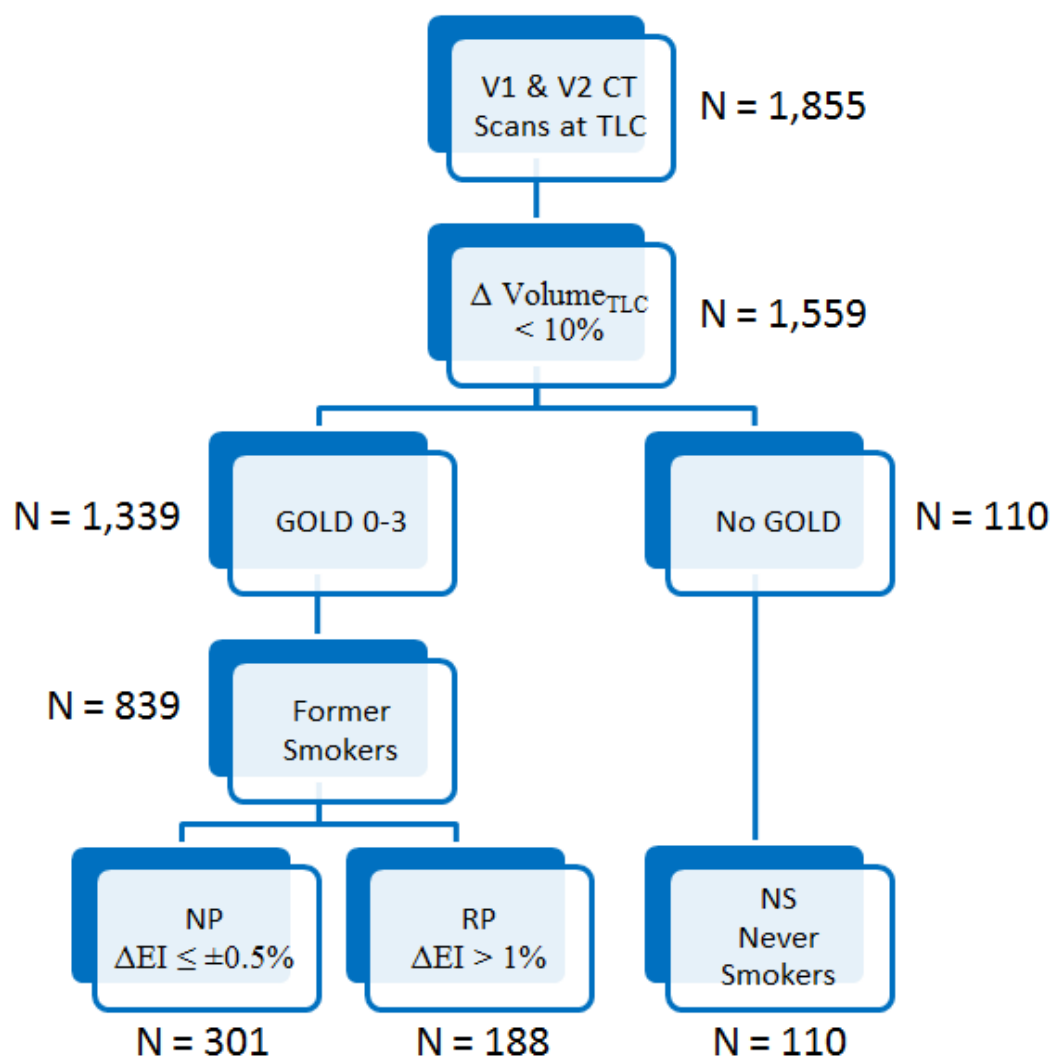 V1 & V2 CT
Scans at TLC
N = 1,855
Δ Volume_TLC
< 10%
N = 1,559
N = 1,339
GOLD 0-3
No GOLD
N = 110
N = 839
Former
Smokers
NP
ΔEI ≤ ±0.5%
N = 301
RP
ΔEI > 1%
N = 188
NS
Never
Smokers
N = 110